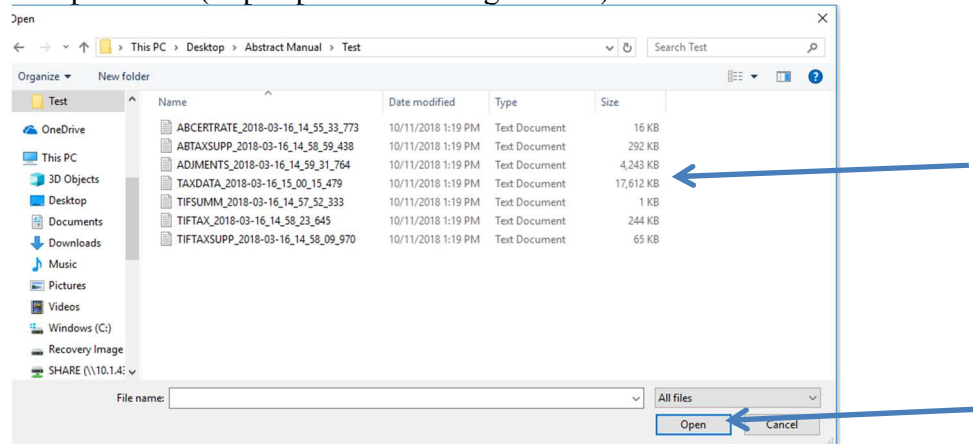 Open
This PC > Desktop > Abstract Manual > Test
Search Test
Organize
New folder
Test
OneDrive
This PC
3D Objects
Desktop
Documents
Downloads
Music
Pictures
Videos
Windows (C:)
Recovery Image
SHARE (\\10.1.4:
Name Date modified Type Size
ABCERTRATE_2018-03-16_14_55_33_773 10/11/2018 1:19 PM Text Document 16 KB
ABTAXSUPP_2018-03-16_14_58_59_438 10/11/2018 1:19 PM Text Document 292 KB
ADJMENTS_2018-03-16_14_59_31_764 10/11/2018 1:19 PM Text Document 4,243 KB
TAXDATA_2018-03-16_15_00_15_479 10/11/2018 1:19 PM Text Document 17,612 KB
TIFSUMM_2018-03-16_14_57_52_333 10/11/2018 1:19 PM Text Document 1 KB
TIFTAX_2018-03-16_14_58_23_645 10/11/2018 1:19 PM Text Document 244 KB
TIFTAXSUPP_2018-03-16_14_58_09_970 10/11/2018 1:19 PM Text Document 65 KB
File name:
All files
Open
Cancel